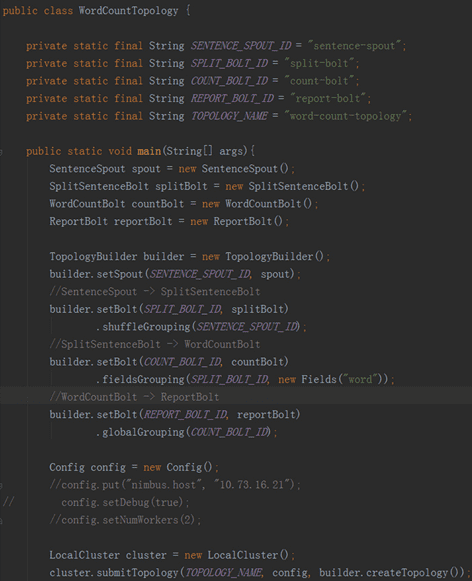 public class WordCountTopology {
    private static final String SENTENCE_SPOUT_ID = "sentence-spout";
    private static final String SPLIT_BOLT_ID = "split-bolt";
    private static final String COUNT_BOLT_ID = "count-bolt";
    private static final String REPORT_BOLT_ID = "report-bolt";
    private static final String TOPOLOGY_NAME = "word-count-topology";
    public static void main(String[] args){
        SentenceSpout spout = new SentenceSpout();
        SplitSentenceBolt splitBolt = new SplitSentenceBolt();
        WordCountBolt countBolt = new WordCountBolt();
        ReportBolt reportBolt = new ReportBolt();
        TopologyBuilder builder = new TopologyBuilder();
        builder.setSpout(SENTENCE_SPOUT_ID, spout);
        //SentenceSpout -> SplitSentenceBolt
        builder.setBolt(SPLIT_BOLT_ID, splitBolt)
                .shuffleGrouping(SENTENCE_SPOUT_ID);
        //SplitSentenceBolt -> WordCountBolt
        builder.setBolt(COUNT_BOLT_ID, countBolt)
                .fieldsGrouping(SPLIT_BOLT_ID, new Fields("word"));
        //WordCountBolt -> ReportBolt
        builder.setBolt(REPORT_BOLT_ID, reportBolt)
                .globalGrouping(COUNT_BOLT_ID);
        Config config = new Config();
        //config.put("nimbus.host", "10.73.16.21");
//        config.setDebug(true);
        //config.setNumWorkers(2);
        LocalCluster cluster = new LocalCluster();
        cluster.submitTopology(TOPOLOGY_NAME, config, builder.createTopology());